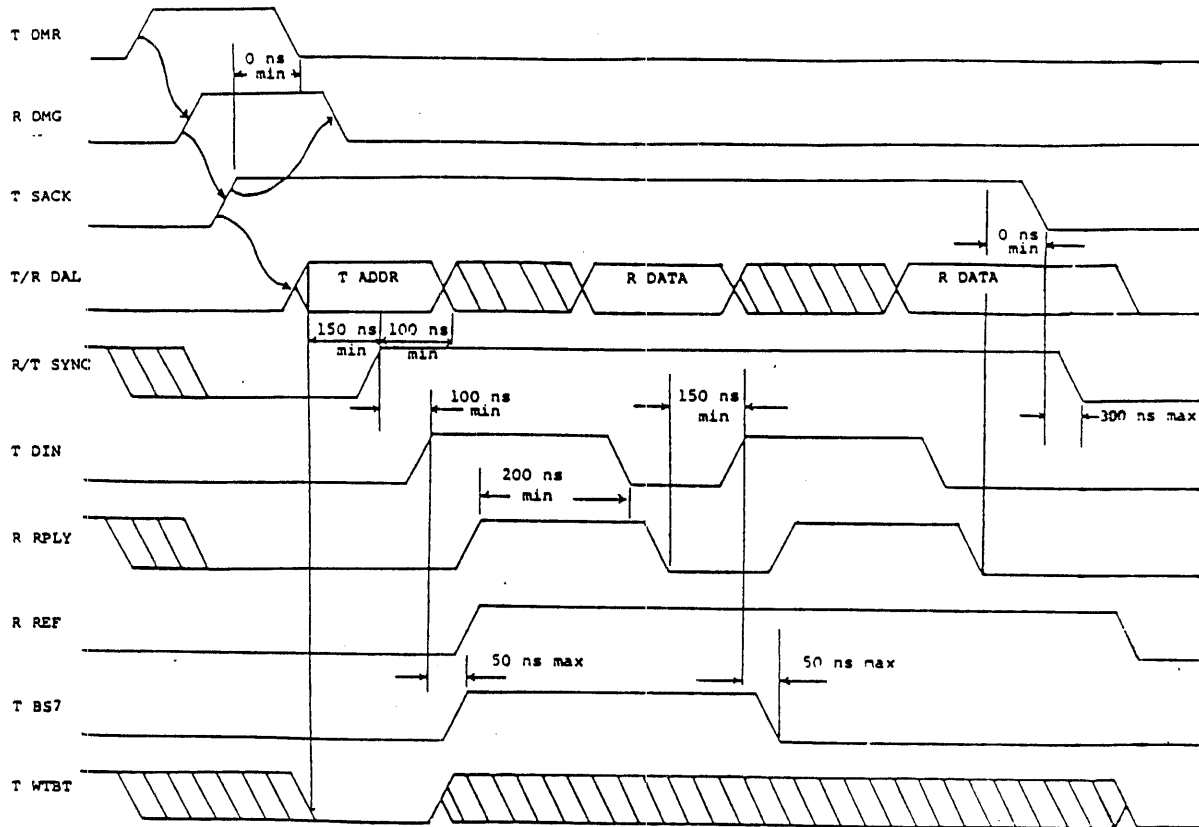 T DMR
0 ns
min
R DMG
T SACK
0 ns
min
T/R DAL
T ADDR
R DATA
R DATA
150 ns
min
100 ns
min
R/T SYNC
100 ns
min
150 ns
min
300 ns max
T DIN
200 ns
min
R RPLY
R REF
50 ns max
50 ns max
T BS7
T WTBT